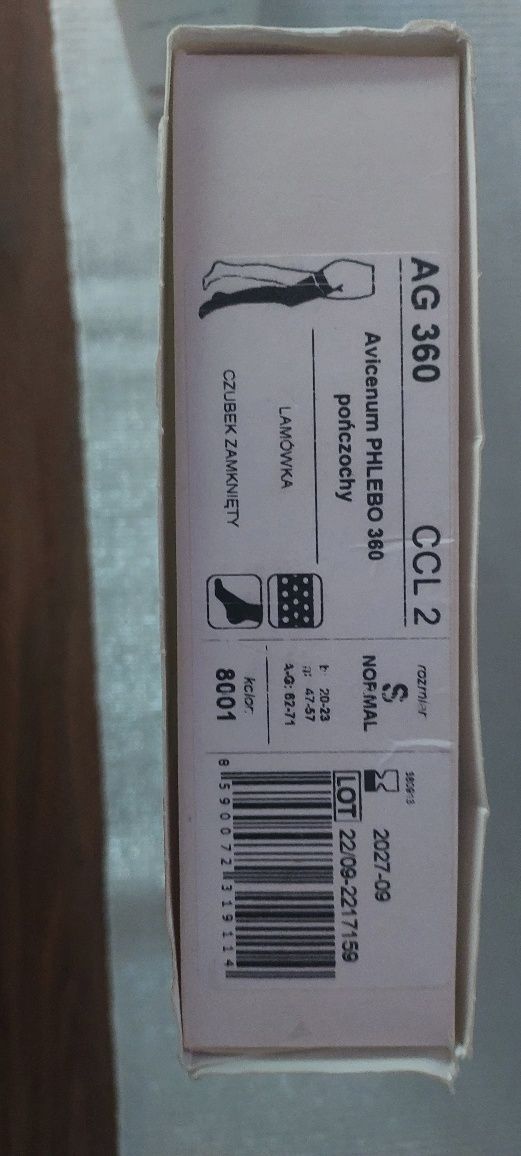 AG 360 CCL 2
Avicenum PHLEBO 360
pończochy
LAMÓWKA
CZUBEK ZAMKNIĘTY
rozmiar
S
NORMAL
b: 20-23
g: 47-57
A-G: 62-71
kolor:
8001
2027-09
LOT 22/09-2217159
8 590072 319114